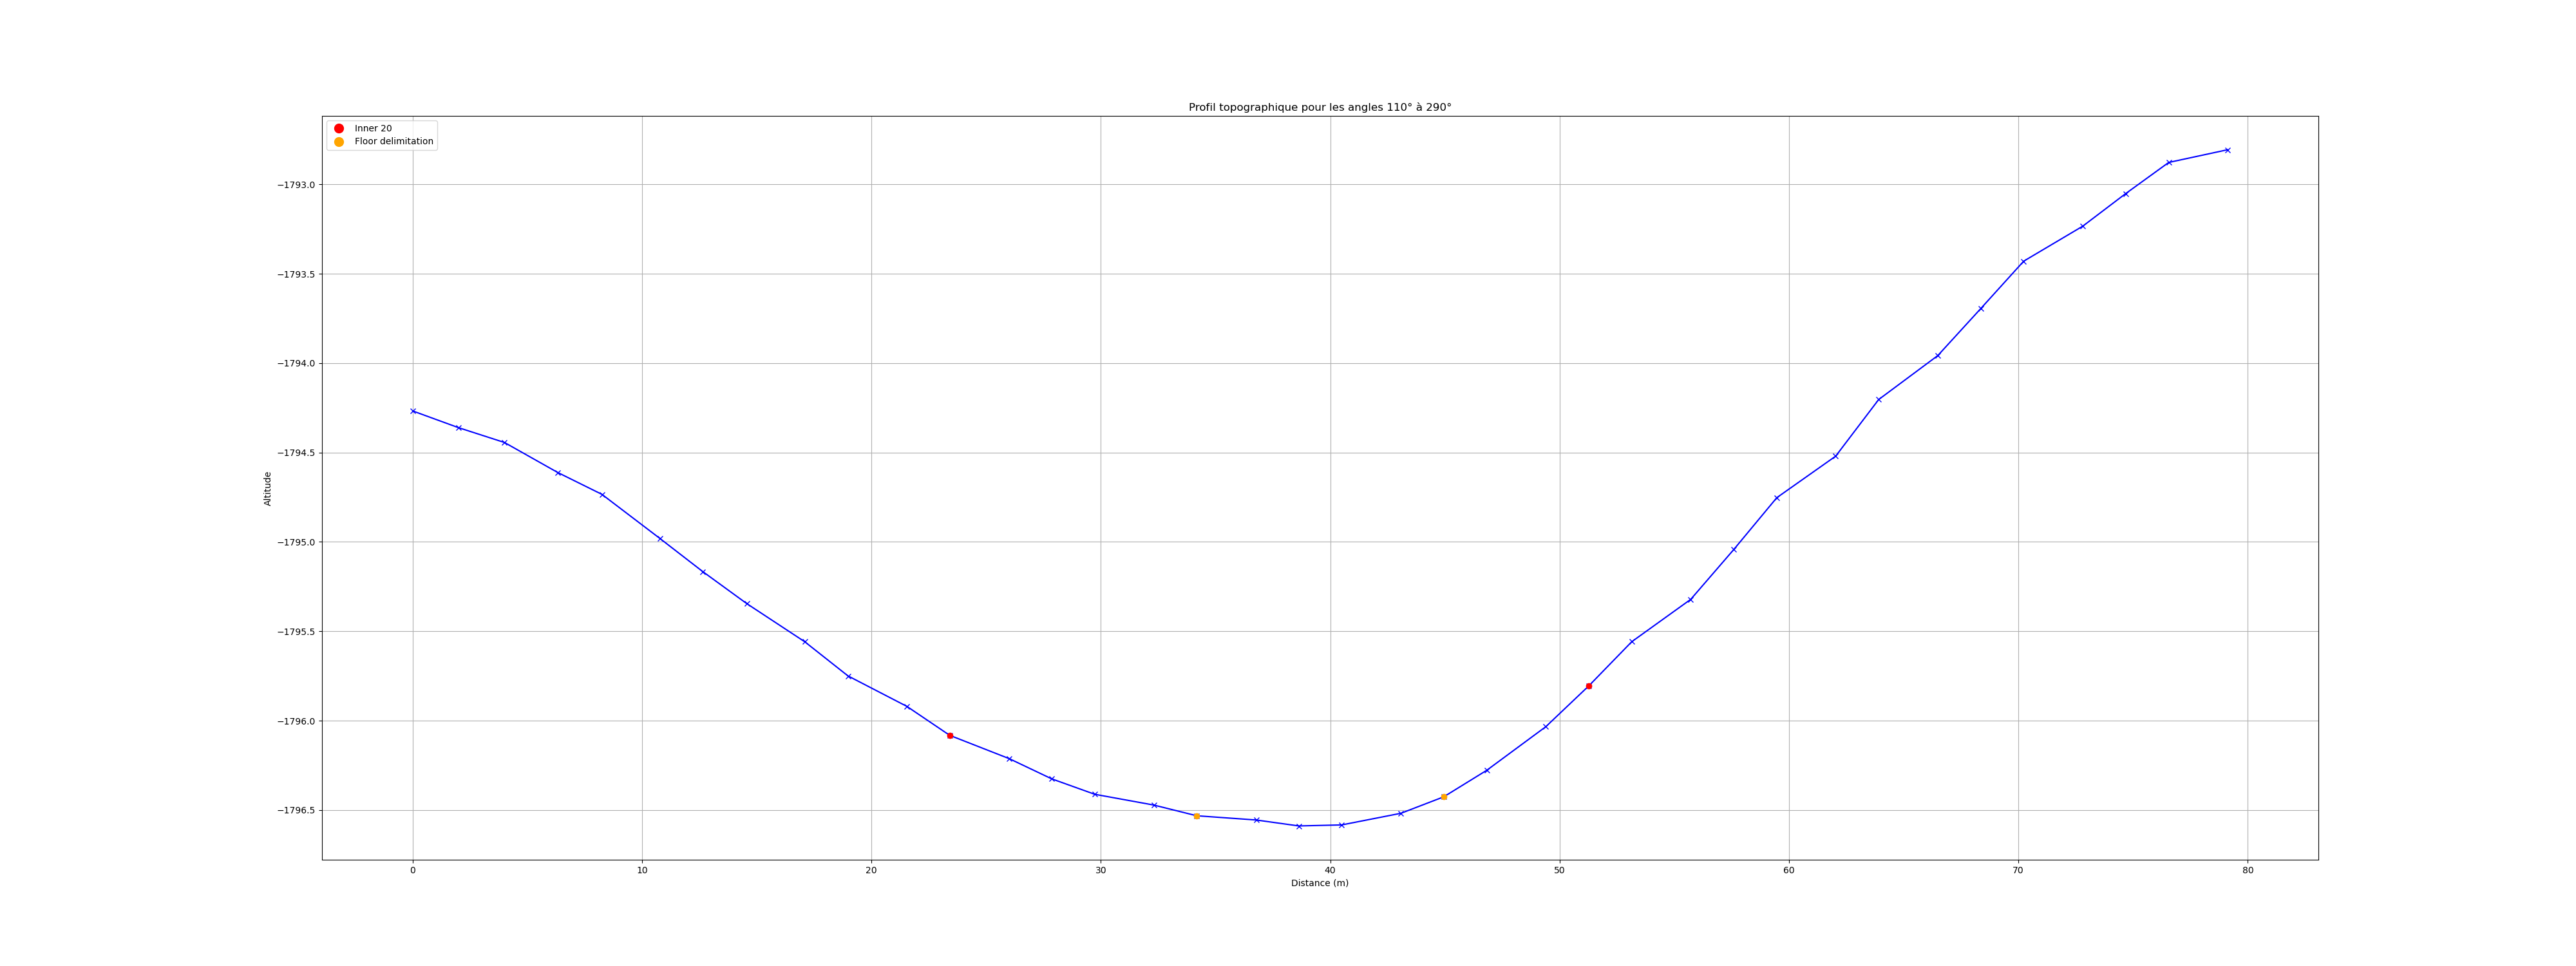 Profil topographique pour les angles 110° à 290°
Inner 20
Floor delimitation
−1793.0
−1793.5
−1794.0
−1794.5
−1795.0
−1795.5
−1796.0
−1796.5
Altitude
0 10 20 30 40 50 60 70 80
Distance (m)